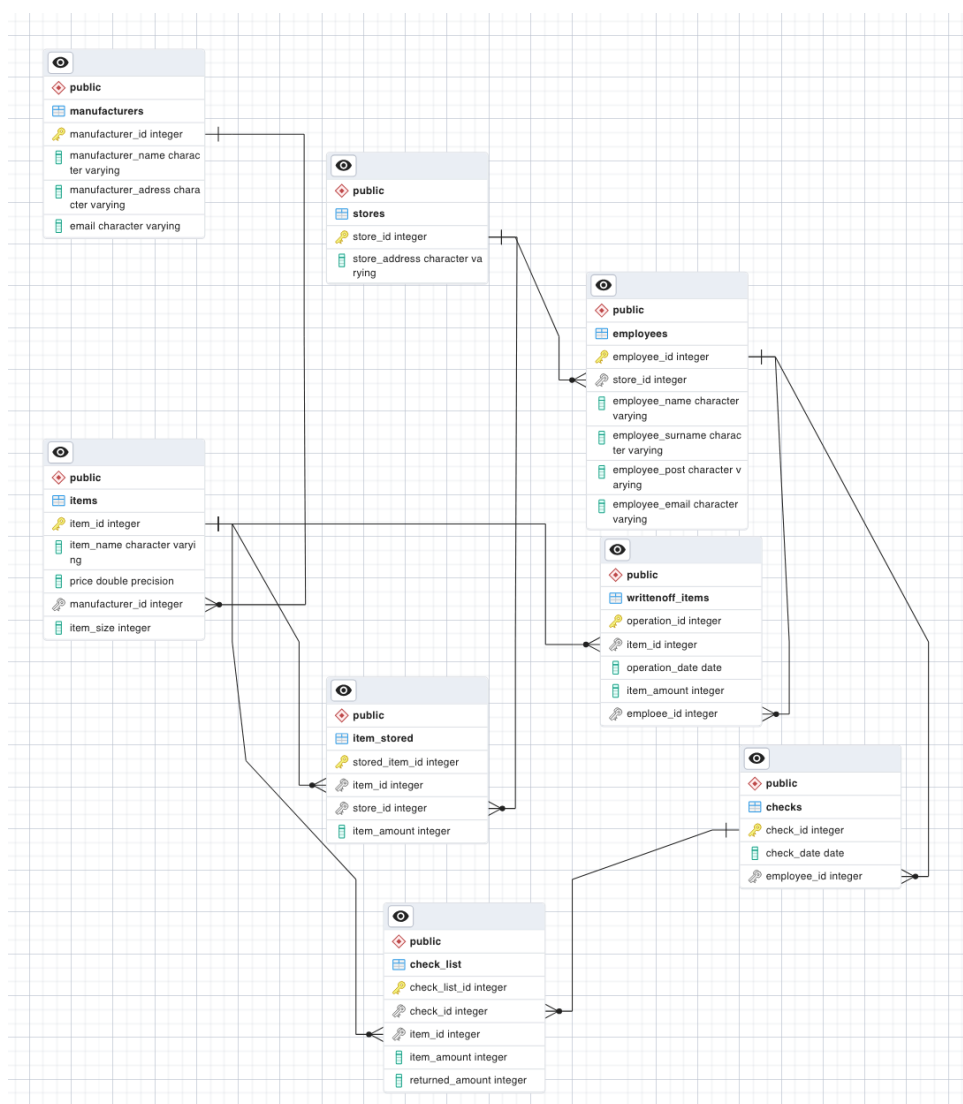 public
manufacturers
manufacturer_id integer
manufacturer_name charac
ter varying
manufacturer_adress chara
cter varying
email character varying
public
stores
store_id integer
store_address character va
rying
public
employees
employee_id integer
store_id integer
employee_name character
varying
employee_surname charac
ter varying
employee_post character v
arying
employee_email character
varying
public
items
item_id integer
item_name character varyi
ng
price double precision
manufacturer_id integer
item_size integer
public
writtenoff_items
operation_id integer
item_id integer
operation_date date
item_amount integer
emploee_id integer
public
item_stored
stored_item_id integer
item_id integer
store_id integer
item_amount integer
public
checks
check_id integer
check_date date
employee_id integer
public
check_list
check_list_id integer
check_id integer
item_id integer
item_amount integer
returned_amount integer